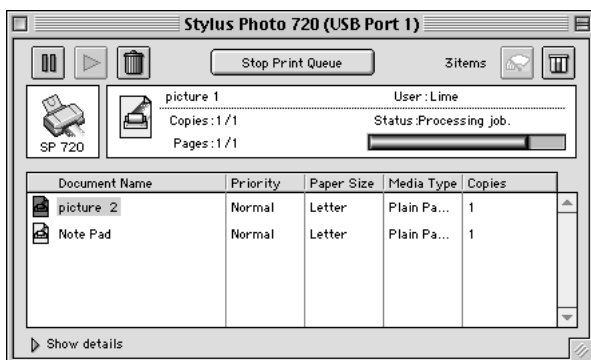 Stylus Photo 720 (USB Port 1)
Stop Print Queue
3items
SP 720
picture 1
User:Lime
Copies:1/1
Status:Processing job.
Pages:1/1
Document Name Priority Paper Size Media Type Copies
picture 2 Normal Letter Plain Pa... 1
Note Pad Normal Letter Plain Pa... 1
Show details